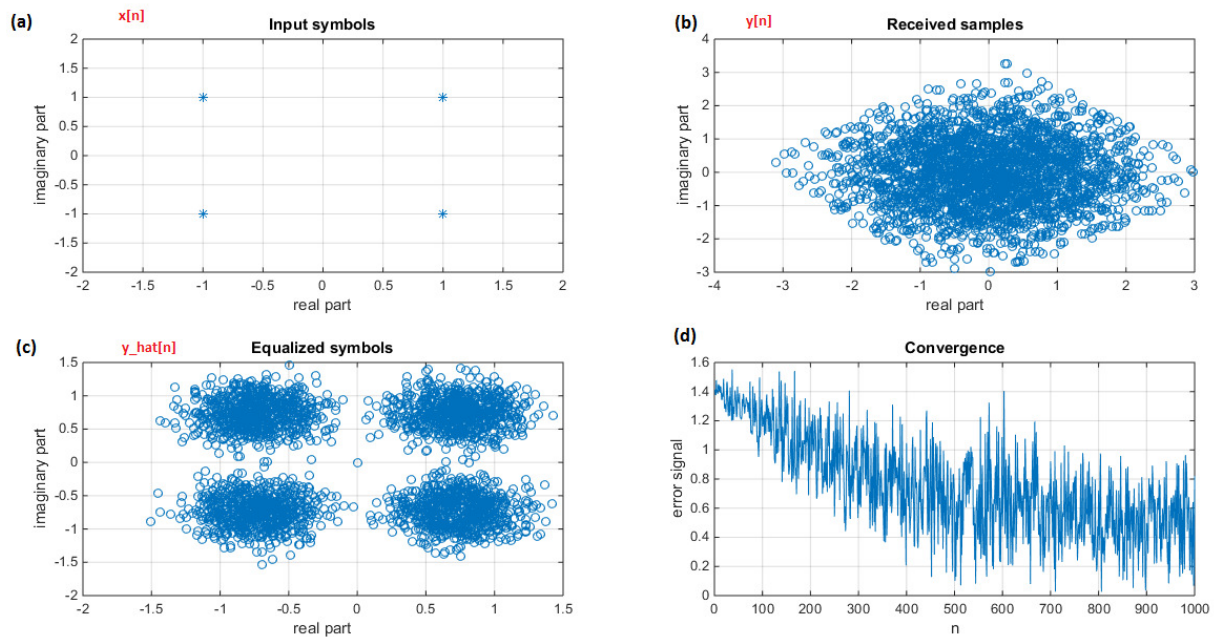 (a)
x[n]
Input symbols
2
1.5
1
0.5
0
-0.5
-1
-1.5
-2
imaginary part
-2 -1.5 -1 -0.5 0 0.5 1 1.5 2
real part
(b)
y[n]
Received samples
4
3
2
1
0
-1
-2
-3
imaginary part
-4 -3 -2 -1 0 1 2 3
real part
(c)
y_hat[n]
Equalized symbols
1.5
1
0.5
0
-0.5
-1
-1.5
-2
imaginary part
-2 -1.5 -1 -0.5 0 0.5 1 1.5
real part
(d)
Convergence
1.6
1.4
1.2
1
0.8
0.6
0.4
0.2
0
error signal
0 100 200 300 400 500 600 700 800 900 1000
n